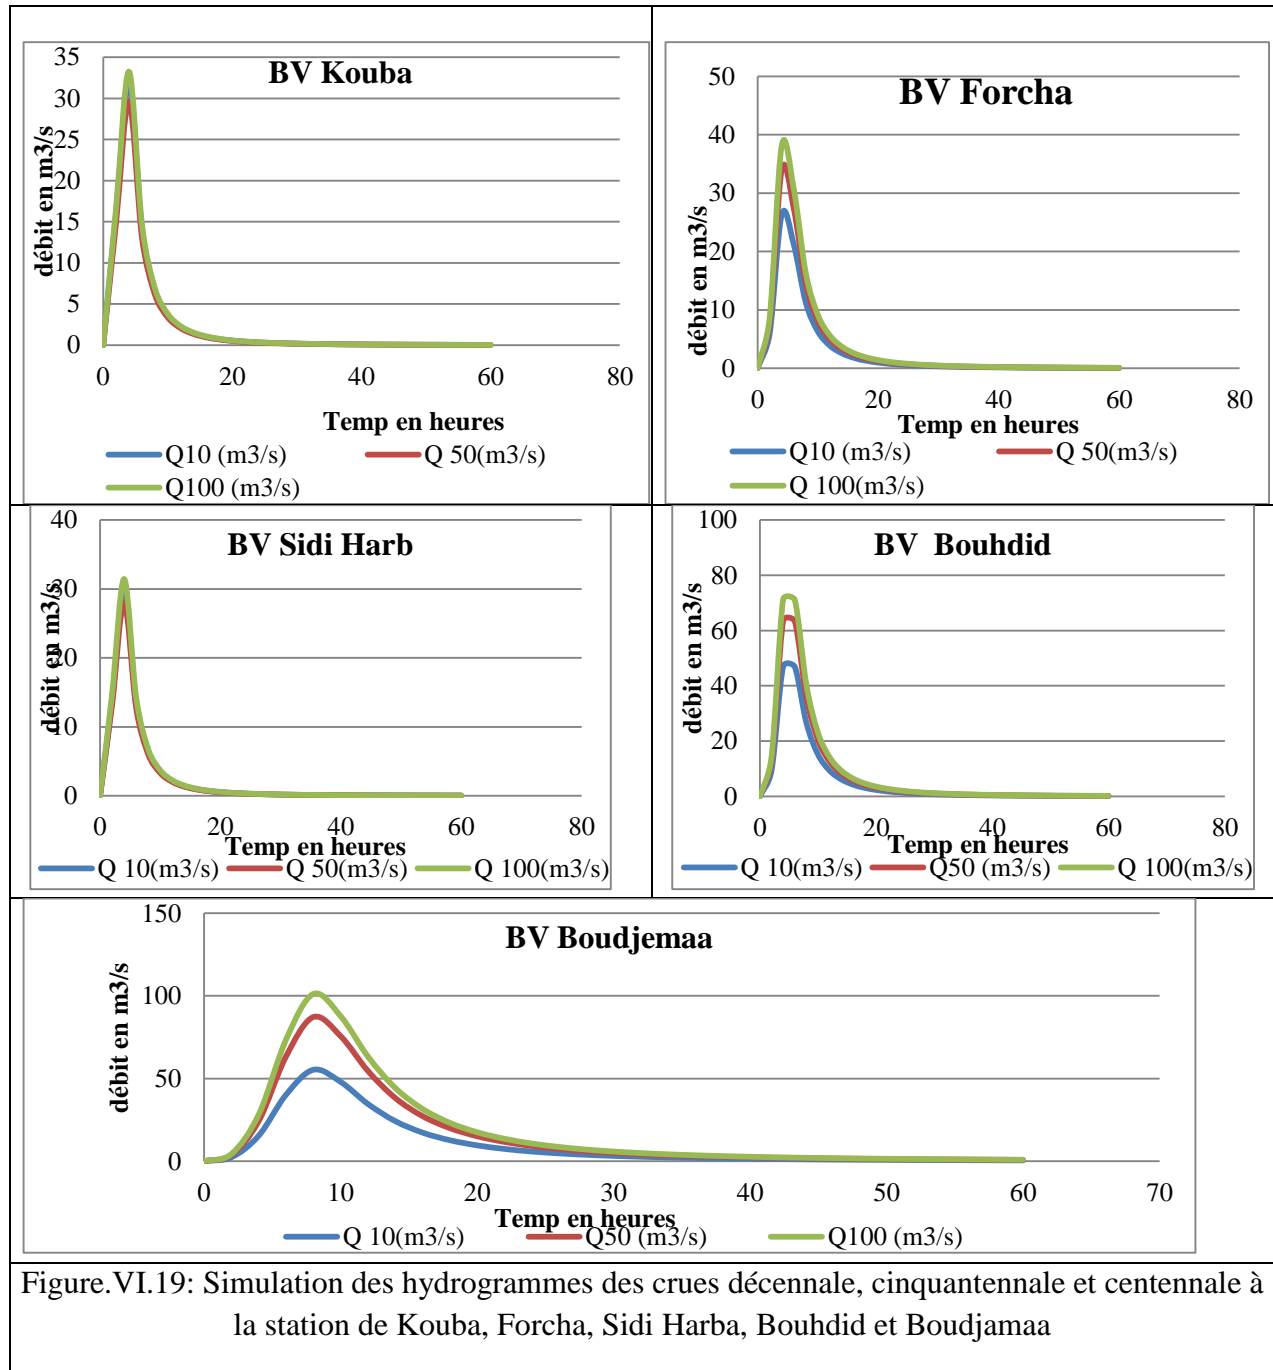 BV Kouba
débit en m3/s
35
30
25
20
15
10
5
0
0 20 40 60 80
Temp en heures
Q10 (m3/s) Q 50(m3/s)
Q100 (m3/s)
BV Forcha
débit en m3/s
50
40
30
20
10
0
0 20 40 60 80
Temp en heures
Q10 (m3/s) Q 50(m3/s)
Q 100(m3/s)
BV Sidi Harb
débit en m3/s
40
30
20
10
0
0 20 40 60 80
Temp en heures
Q 10(m3/s) Q 50(m3/s) Q 100(m3/s)
BV Bouhdid
débit en m3/s
100
80
60
40
20
0
0 20 40 60 80
Temp en heures
Q 10(m3/s) Q50 (m3/s) Q 100(m3/s)
BV Boudjemaa
débit en m3/s
150
100
50
0
0 10 20 30 40 50 60 70
Temp en heures
Q 10(m3/s) Q50 (m3/s) Q100 (m3/s)
Figure.VI.19: Simulation des hydrogrammes des crues décennale, cinquantennale et centennale à
la station de Kouba, Forcha, Sidi Harba, Bouhdid et Boudjamaa